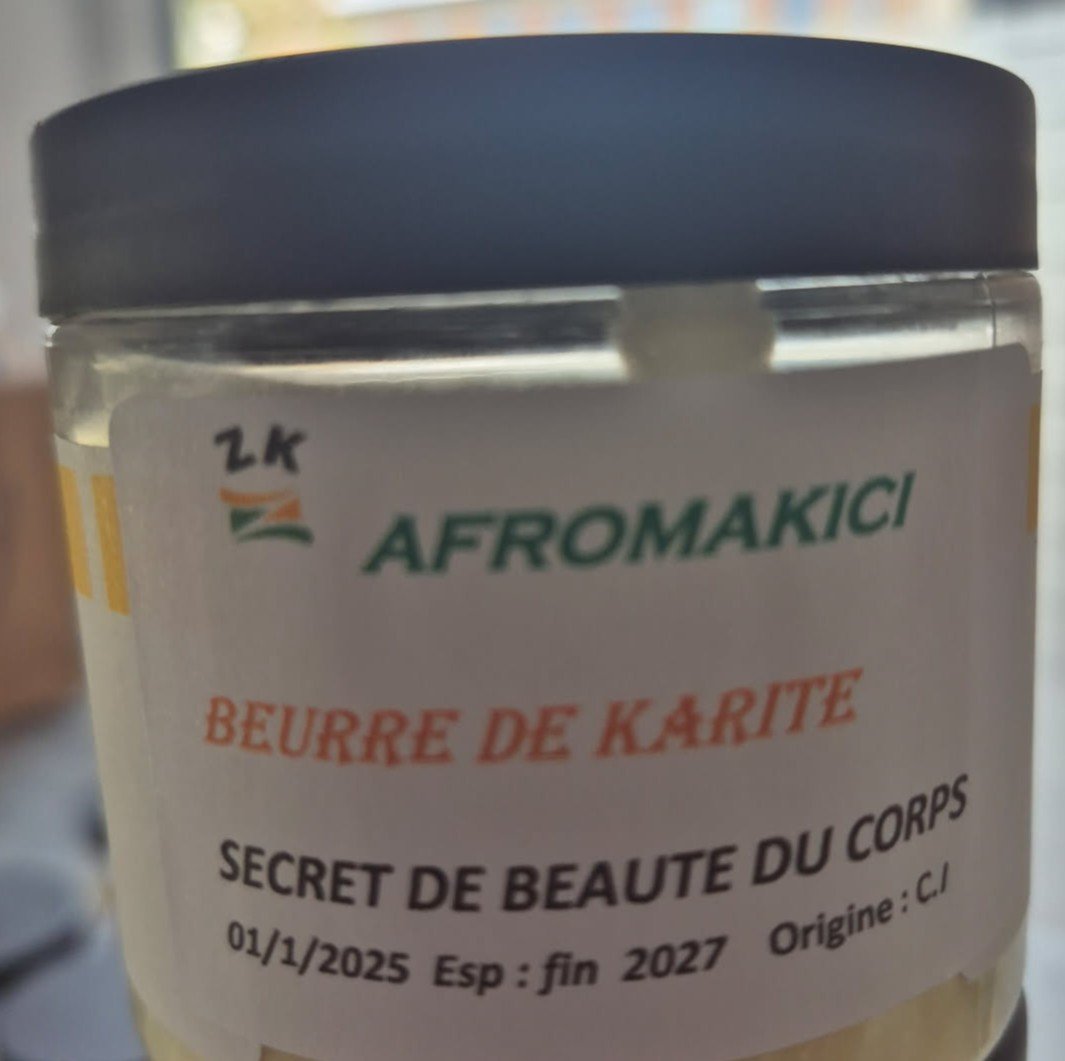 ZK
AFROMAKICI
BEURRE DE KARITE
SECRET DE BEAUTE DU CORPS
01/1/2025 Esp : fin 2027 Origine : C.I